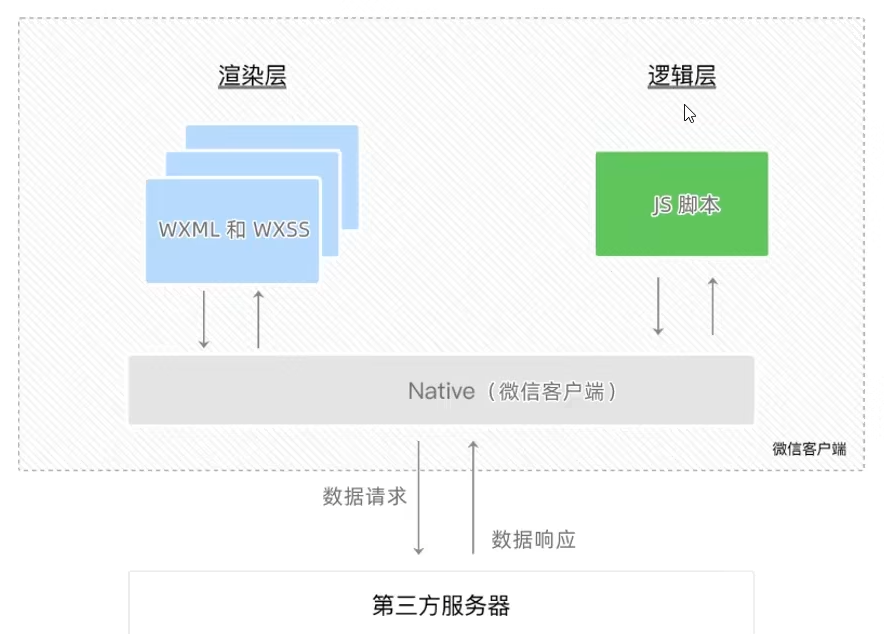 渲染层
逻辑层
WXML 和 WXSS
JS 脚本
Native（微信客户端）
微信客户端
数据请求
数据响应
第三方服务器